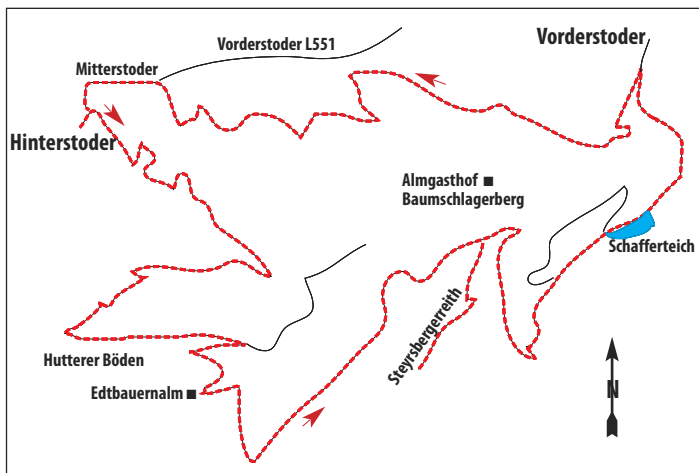 Vorderstoder
Vorderstoder L551
Mitterstoder
Hinterstoder
Almgasthof
Baumschlagerberg
Schafferteich
Steyrsbergerreith
Hutterer Böden
Edtbauernalm
N